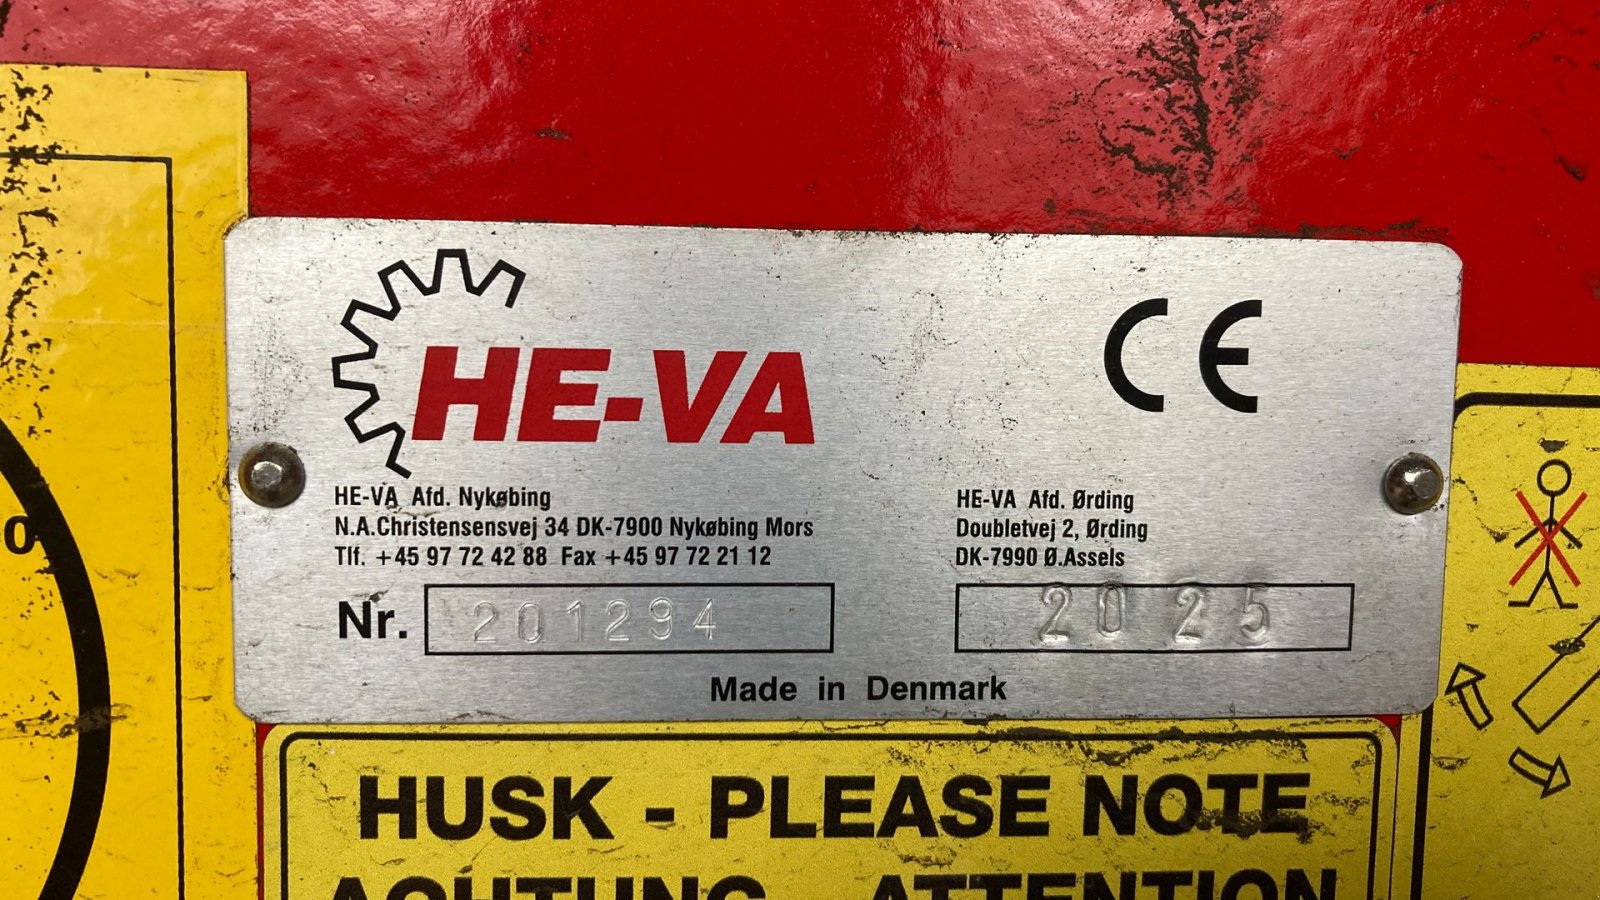 HE-VA
CE
HE-VA Afd. Nykøbing
N.A.Christensensvej 34 DK-7900 Nykøbing Mors
Tlf. +45 97 72 42 88 Fax +45 97 72 21 12
HE-VA Afd. Ørding
Doubletvej 2, Ørding
DK-7990 Ø.Assels
Nr. 201294
2025
Made in Denmark
HUSK - PLEASE NOTE
ACHTUNG - ATTENTION